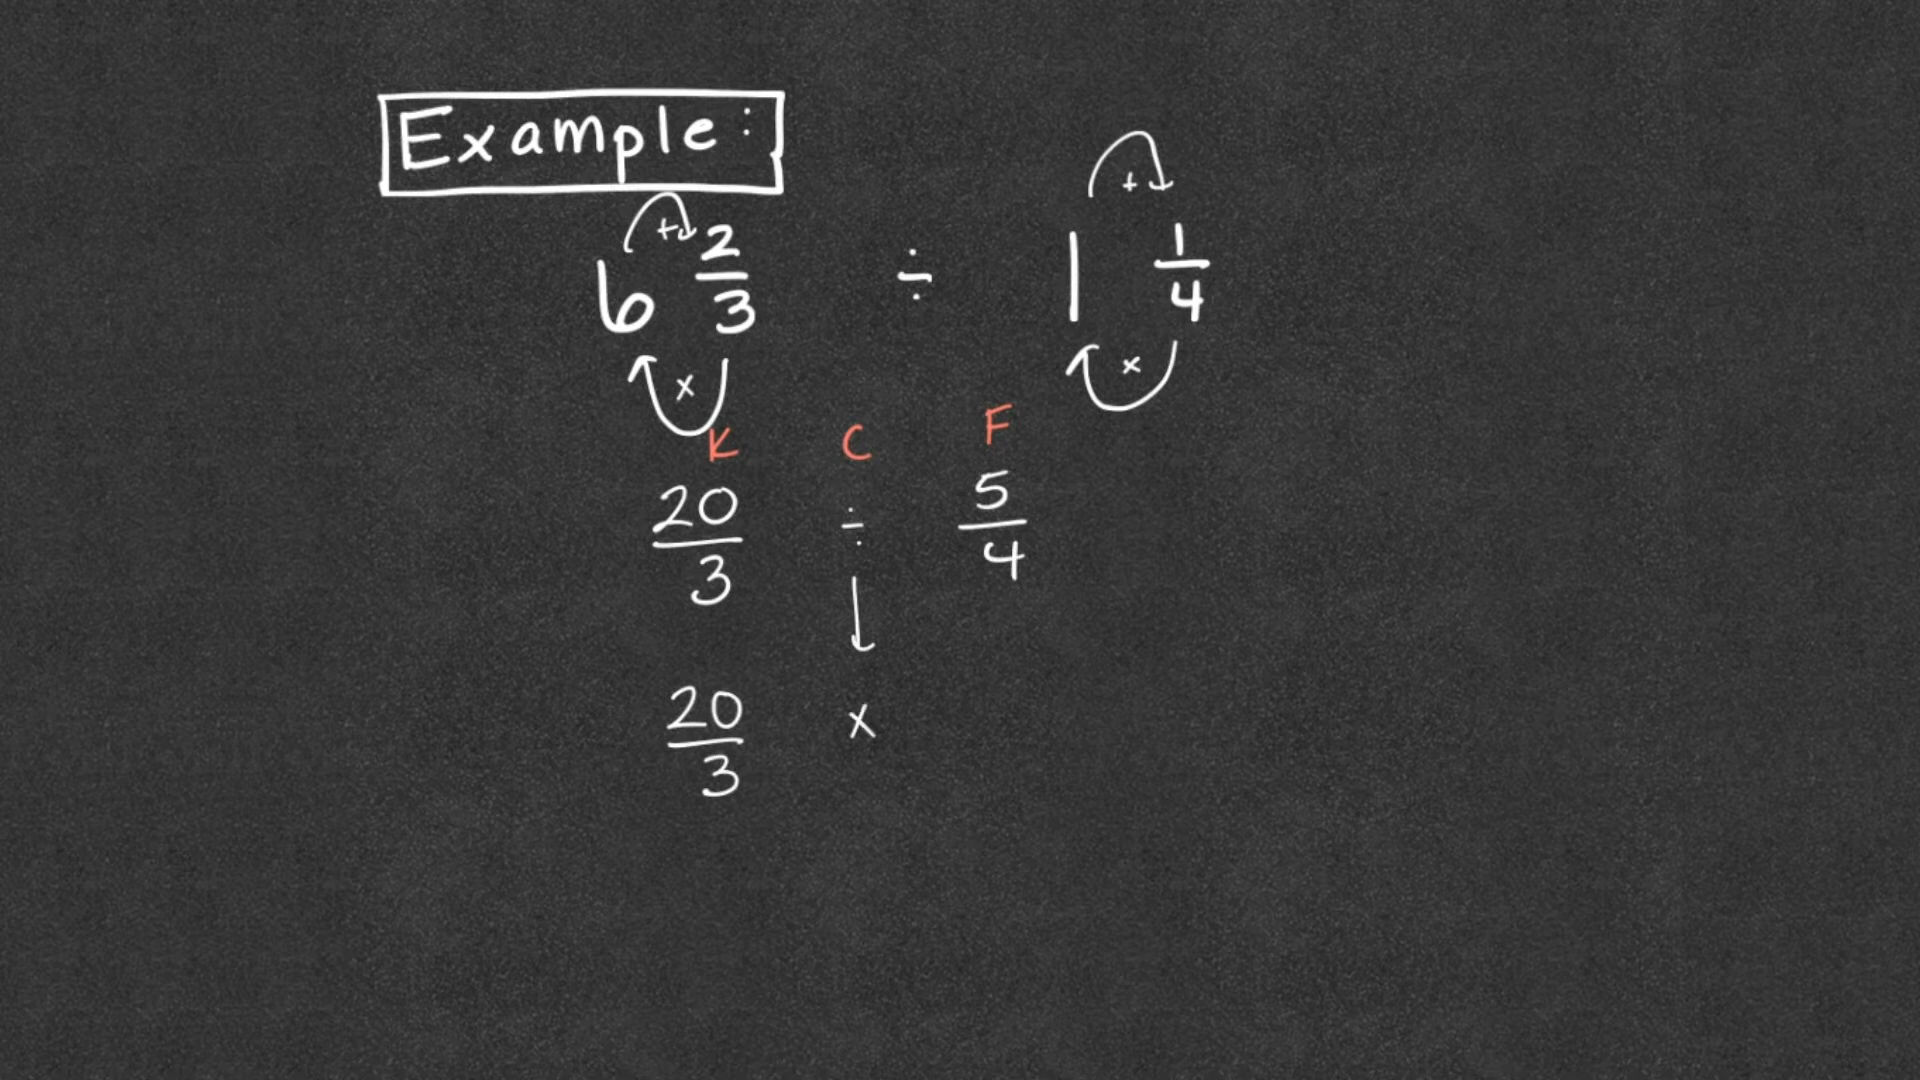 Example:
6 2/3 ÷ 1 1/4
+ +
x x
K C F
20/3 ÷ 5/4
20/3 x